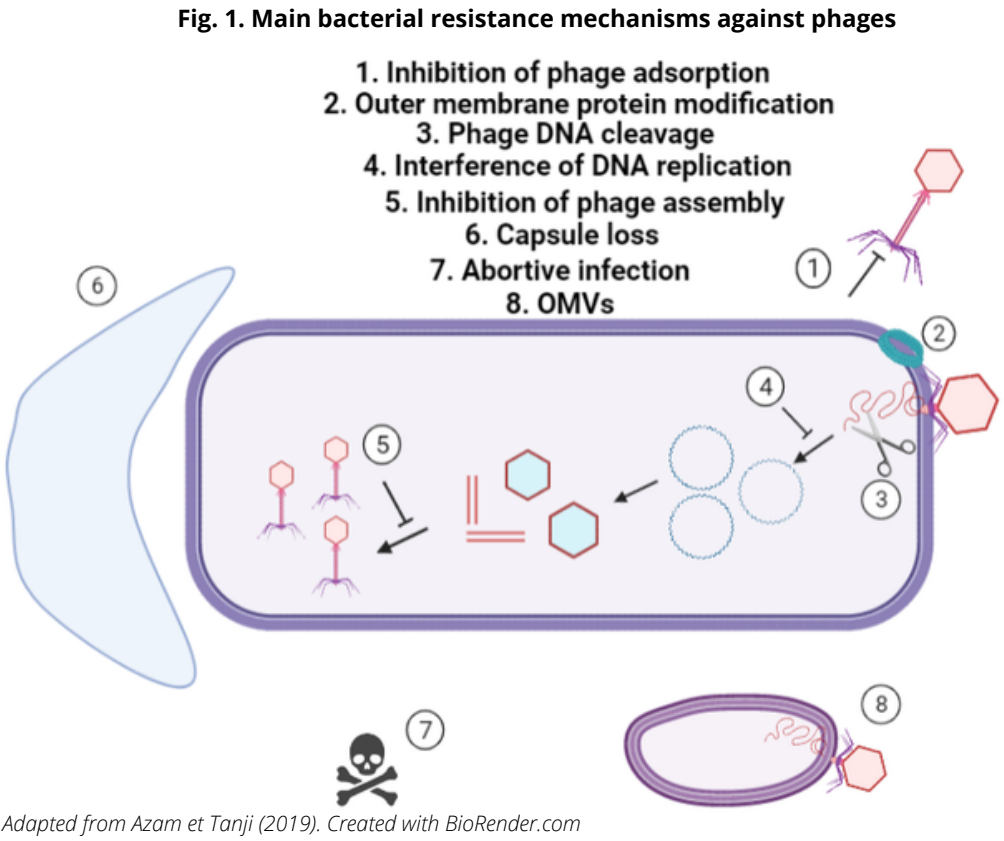 Fig. 1. Main bacterial resistance mechanisms against phages
1. Inhibition of phage adsorption
2. Outer membrane protein modification
3. Phage DNA cleavage
4. Interference of DNA replication
5. Inhibition of phage assembly
6. Capsule loss
7. Abortive infection
8. OMVs
1
6
2
4
5
3
8
7
Adapted from Azam et Tanji (2019). Created with BioRender.com